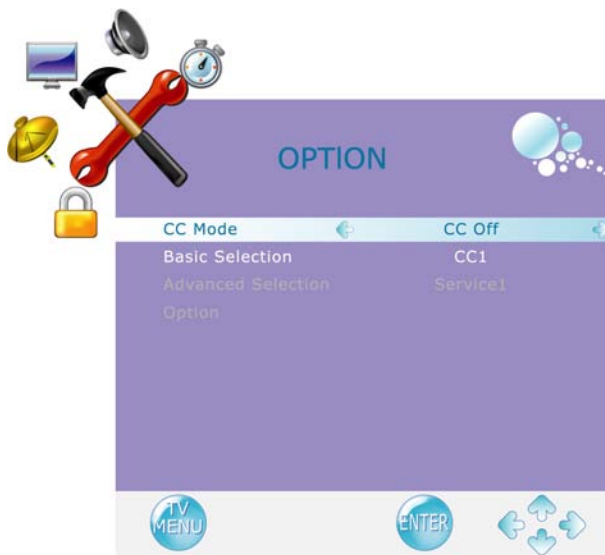 OPTION
CC Mode CC Off
Basic Selection CC1
Advanced Selection Service1
Option
TV
MENU
ENTER